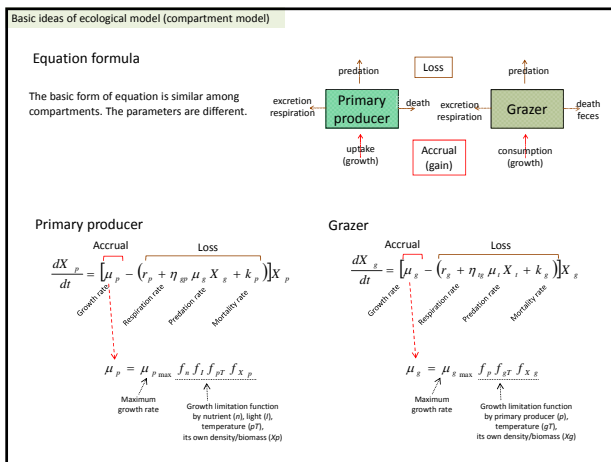 Basic ideas of ecological model (compartment model)
Equation formula
The basic form of equation is similar among
compartments. The parameters are different.
Loss
predation
excretion
respiration
Primary
producer
death
uptake
(growth)
Accrual
(gain)
predation
excretion
respiration
Grazer
death
feces
consumption
(growth)
Primary producer
Accrual
Loss
dX_p/dt = [μ_p − (r_p + η_gp μ_g X_g + k_p)]X_p
Growth rate
Respiration rate
Predation rate
Mortality rate
μ_p = μ_p max f_n f_I f_pT f_X_p
Maximum
growth rate
Growth limitation function
by nutrient (n), light (I),
temperature (pT),
its own density/biomass (Xp)
Grazer
Accrual
Loss
dX_g/dt = [μ_g − (r_g + η_tg μ_t X_t + k_g)]X_g
Growth rate
Respiration rate
Predation rate
Mortality rate
μ_g = μ_g max f_p f_gT f_X_g
Maximum
growth rate
Growth limitation function
by primary producer (p),
temperature (gT),
its own density/biomass (Xg)